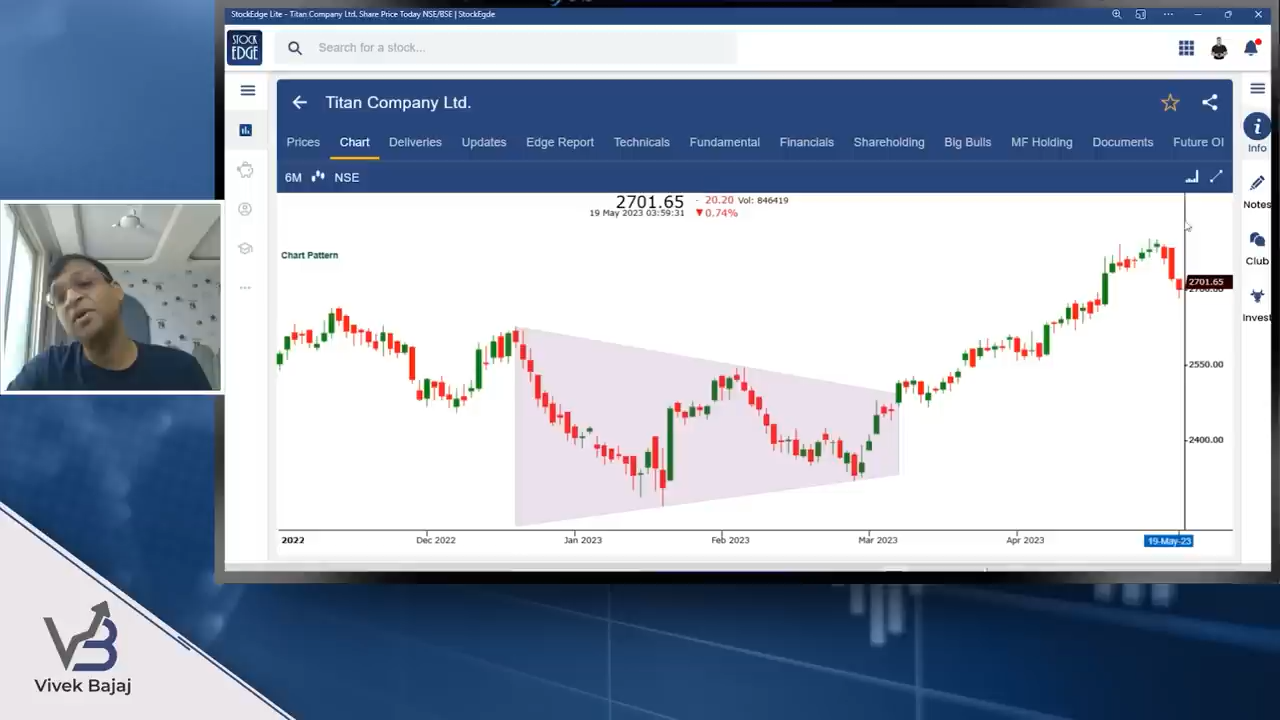 StockEdge Lite - Titan Company Ltd. Share Price Today NSE/BSE | StockEgde
STOCK
EDGE
Search for a stock...
Titan Company Ltd.
Prices Chart Deliveries Updates Edge Report Technicals Fundamental Financials Shareholding Big Bulls MF Holding Documents Future OI
6M NSE
Info
Notes
Club
Invest
2701.65 - 20.20 Vol: 846419
19 May 2023 03:59:31 ▼0.74%
Chart Pattern
2701.65
2700.00
2550.00
2400.00
2022 Dec 2022 Jan 2023 Feb 2023 Mar 2023 Apr 2023 19-May-23
VB
Vivek Bajaj